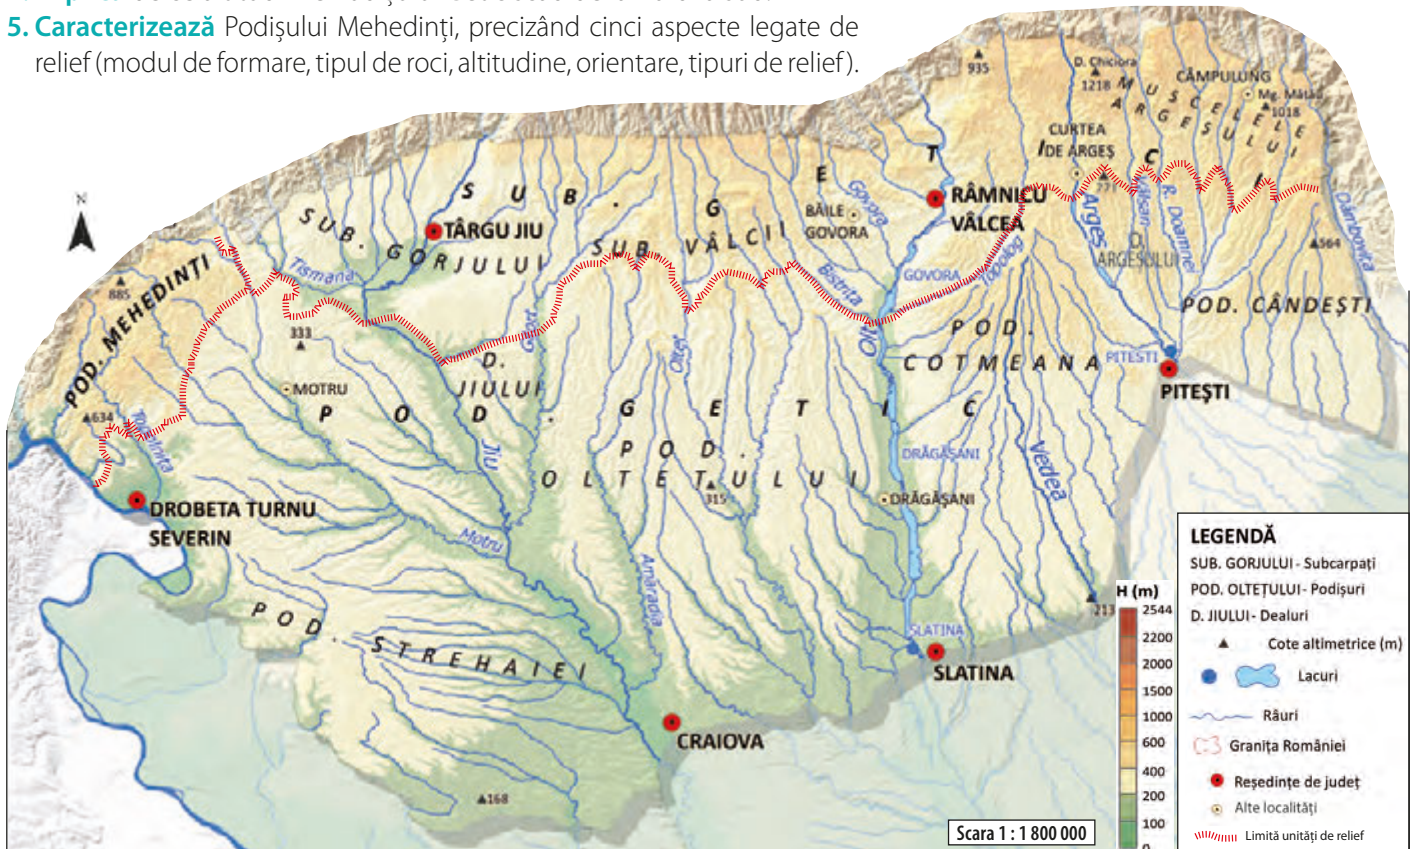 5. Caracterizează Podișului Mehedinți, precizând cinci aspecte legate de
relief (modul de formare, tipul de roci, altitudine, orientare, tipuri de relief).
N
935
D. Chiciora
1218
MUSCELELE
ARGEȘULUI
CÂMPULUNG
Mg. Mățău
1018
CURTEA
DE ARGEȘ
SUB. GETICI
SUB. GORJULUI
TÂRGU JIU
SUB. VÂLCII
BĂILE
GOVORA
Govora
RÂMNICU
VÂLCEA
GOVORA
Topolog
Argeș
R. Doamnei
D.
ARGEȘULUI
564
Dâmbovița
POD. CÂNDEȘTI
POD. MEHEDINȚI
885
Tismana
333
MOTRU
634
Topolnița
D.
JIULUI
Gilort
Olteț
Bistrița
Olt
POD.
COTMEANA
PITEȘTI
PITEȘTI
POD. GETIC
POD.
OLTEȚULUI
315
Jiu
DRĂGĂȘANI
DRĂGĂȘANI
Vedea
DROBETA TURNU
SEVERIN
Motru
Amaradia
POD. STREHAIEI
SLATINA
SLATINA
213
CRAIOVA
168
H (m)
2544
2200
2000
1500
1000
600
400
200
100
0
Scara 1 : 1 800 000
LEGENDĂ
SUB. GORJULUI - Subcarpați
POD. OLTEȚULUI - Podișuri
D. JIULUI - Dealuri
Cote altimetrice (m)
Lacuri
Râuri
Granița României
Reședințe de județ
Alte localități
Limită unități de relief